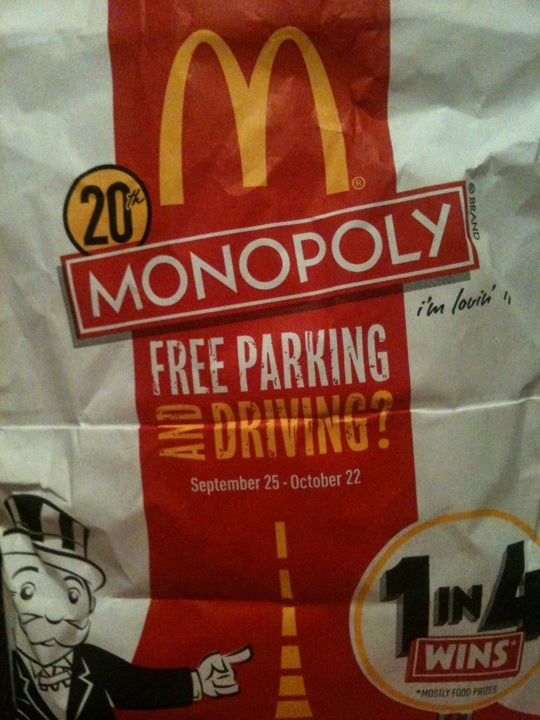 M®
20th
MONOPOLY
® BRAND
i'm lovin' i
FREE PARKING
AND DRIVING?
September 25 - October 22
1 IN 4
WINS*
*MOSTLY FOOD PRIZES